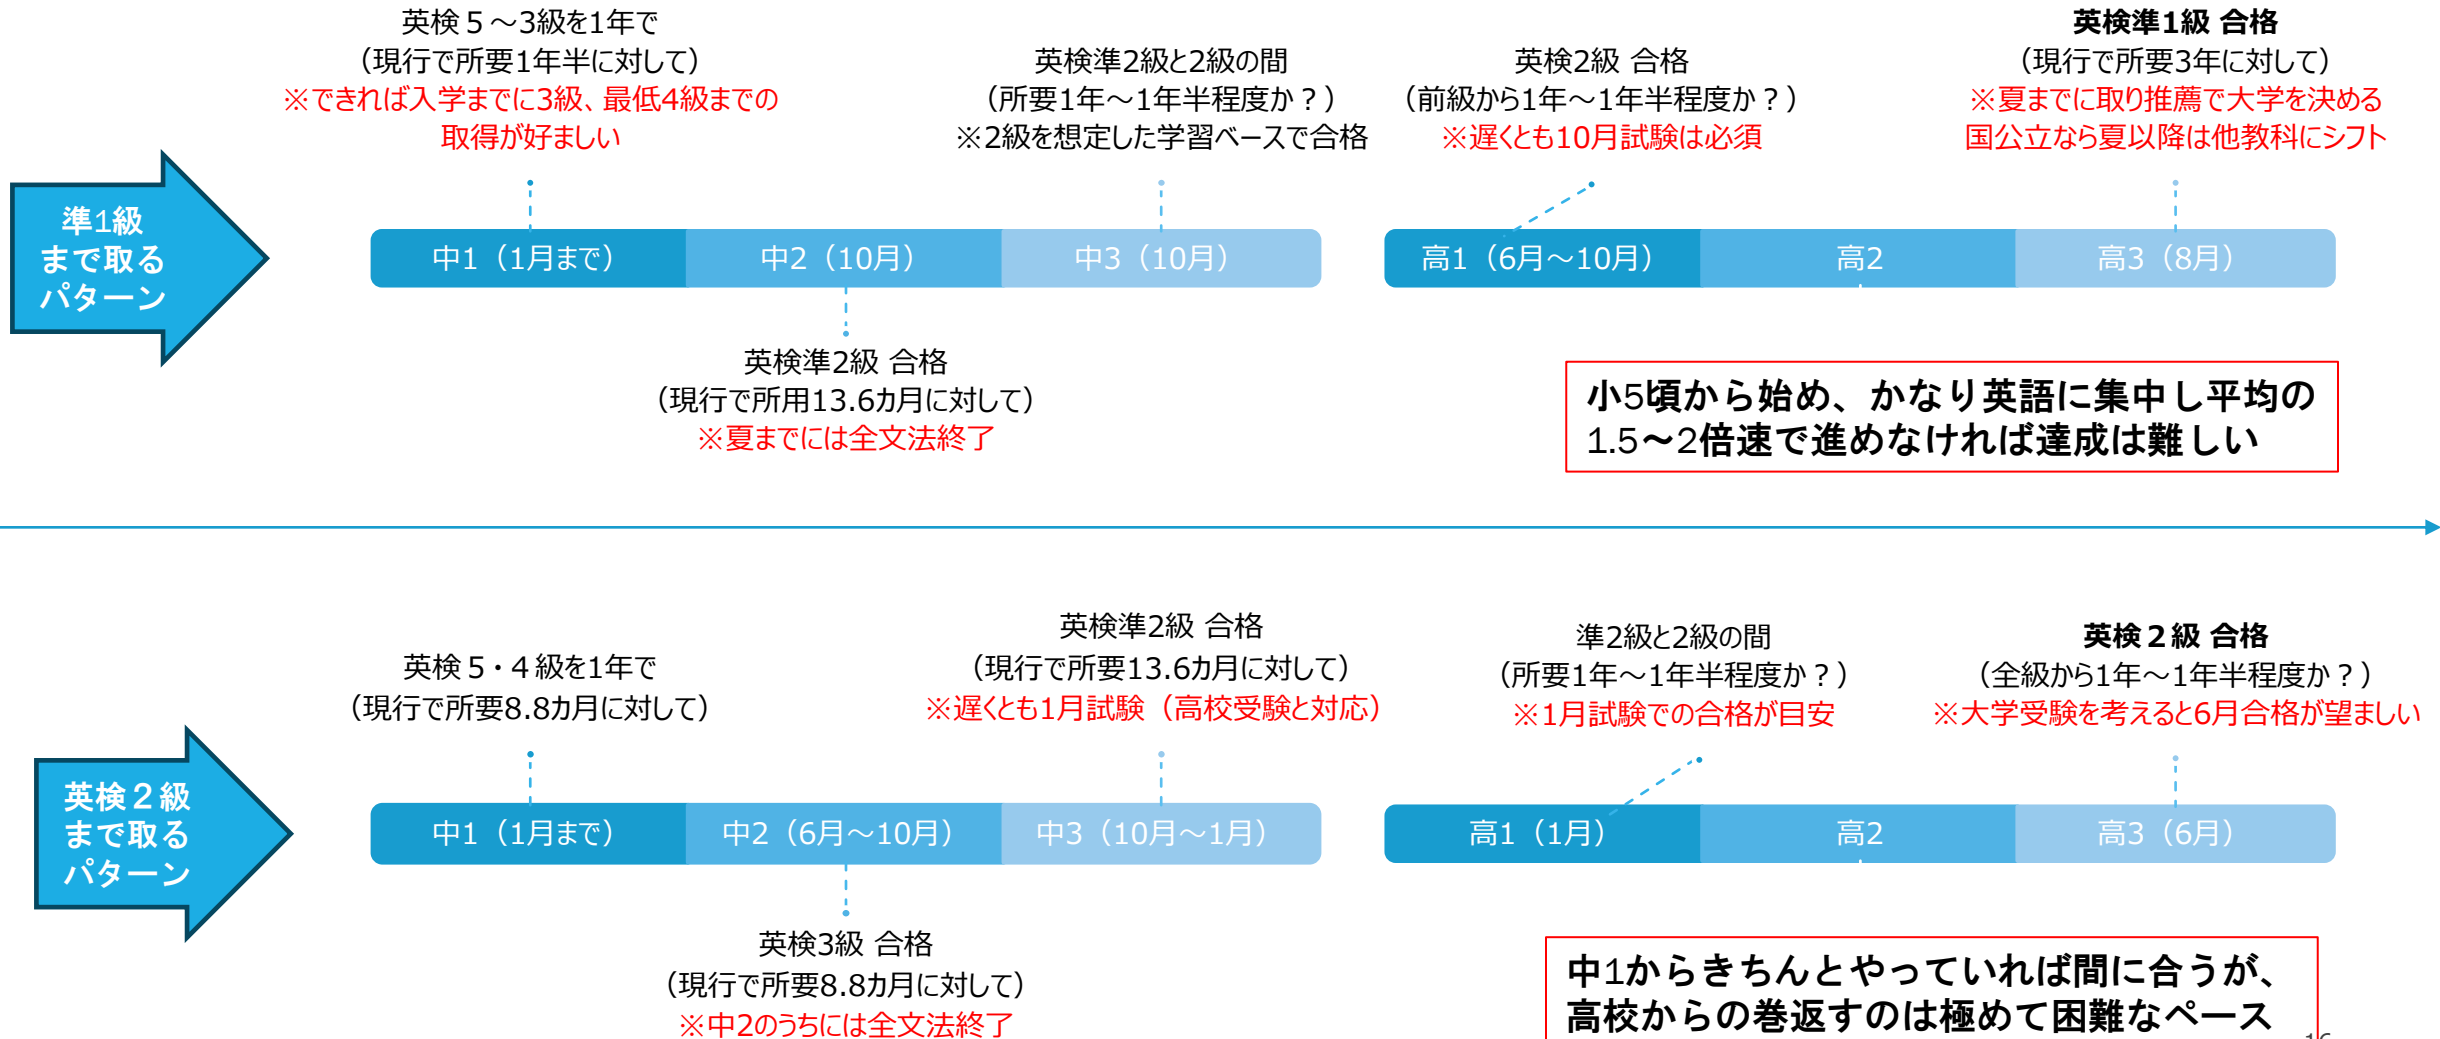 英検５～3級を1年で
（現行で所要1年半に対して）
※できれば入学までに3級、最低4級までの
取得が好ましい
英検準2級と2級の間
（所要1年～1年半程度か？）
※2級を想定した学習ベースで合格
英検2級 合格
（前級から1年～1年半程度か？）
※遅くとも10月試験は必須
英検準1級 合格
（現行で所要3年に対して）
※夏までに取り推薦で大学を決める
国公立なら夏以降は他教科にシフト
準1級
まで取る
パターン
中1（1月まで）
中2（10月）
中3（10月）
高1（6月～10月）
高2
高3（8月）
英検準2級 合格
（現行で所用13.6カ月に対して）
※夏までには全文法終了
小5頃から始め、かなり英語に集中し平均の
1.5～2倍速で進めなければ達成は難しい
英検５・４級を1年で
（現行で所要8.8カ月に対して）
英検準2級 合格
（現行で所要13.6カ月に対して）
※遅くとも1月試験（高校受験と対応）
準2級と2級の間
（所要1年～1年半程度か？）
※1月試験での合格が目安
英検２級 合格
（全級から1年～1年半程度か？）
※大学受験を考えると6月合格が望ましい
英検２級
まで取る
パターン
中1（1月まで）
中2（6月～10月）
中3（10月～1月）
高1（1月）
高2
高3（6月）
英検3級 合格
（現行で所要8.8カ月に対して）
※中2のうちには全文法終了
中1からきちんとやっていれば間に合うが、
高校からの巻返すのは極めて困難なペース